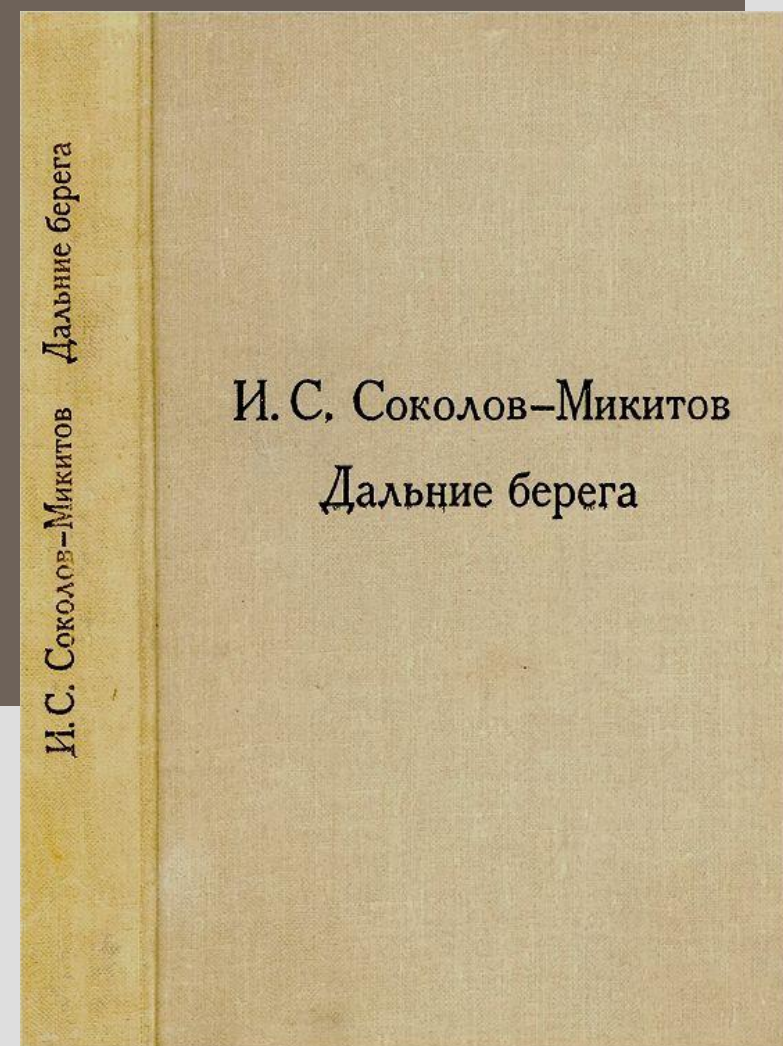 И. С. Соколов–Микитов
Дальние берега
И. С. Соколов–Микитов Дальние берега